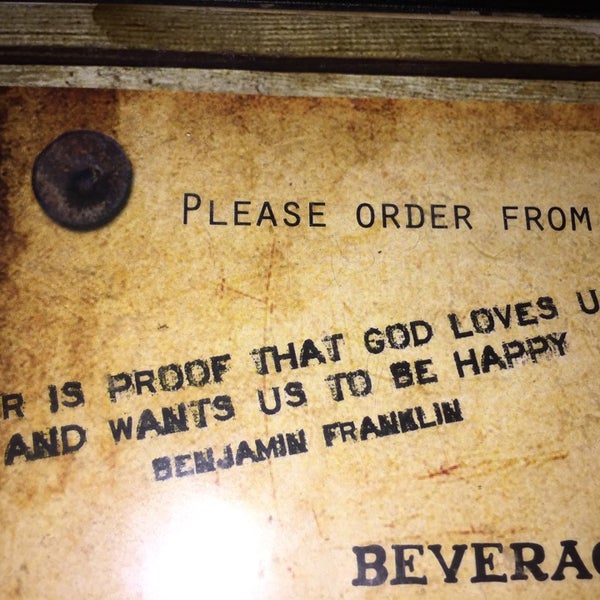 PLEASE ORDER FROM
R IS PROOF THAT GOD LOVES U
AND WANTS US TO BE HAPPY
BENJAMIN FRANKLIN
BEVERAG